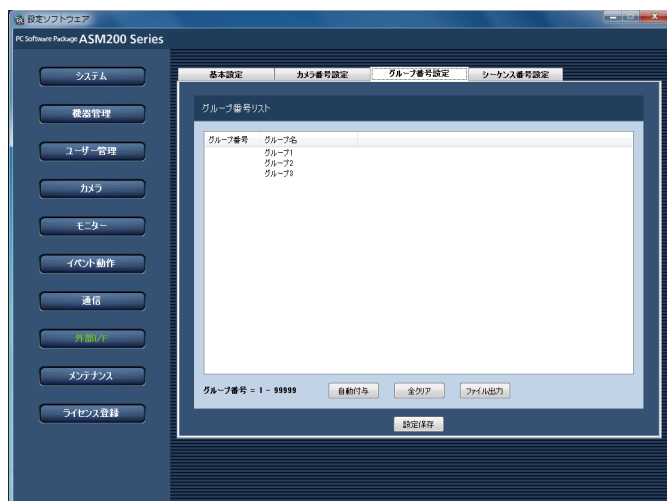 設定ソフトウェア
PC Software Package ASM200 Series
システム
機器管理
ユーザー管理
カメラ
モニター
イベント動作
通信
外部I/F
メンテナンス
ライセンス登録
基本設定 カメラ番号設定 グループ番号設定 シーケンス番号設定
グループ番号リスト
グループ番号 グループ名
グループ1
グループ2
グループ3
グループ番号 = 1 - 99999 自動付与 全クリア ファイル出力
設定保存